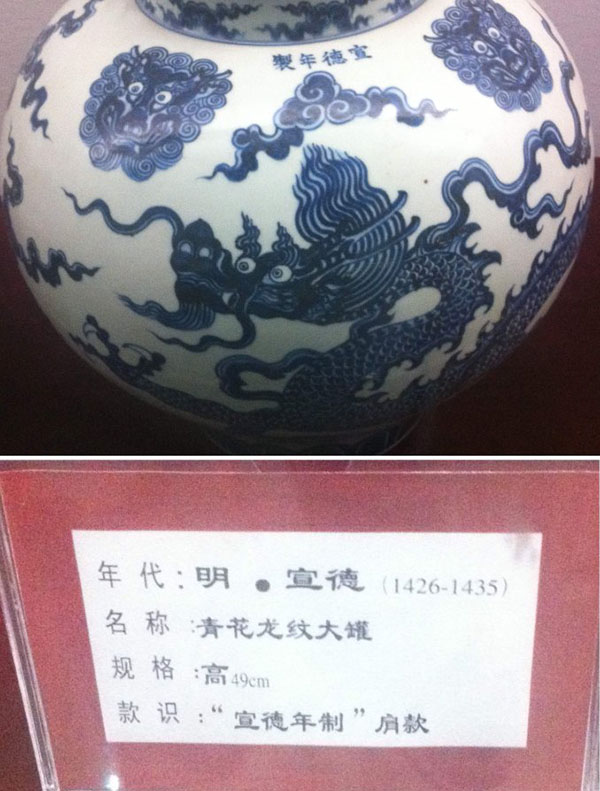 宣德年製
年代:明•宣德(1426-1435)
名称:青花龙纹大罐
规格:高49cm
款识:“宣德年制”肩款